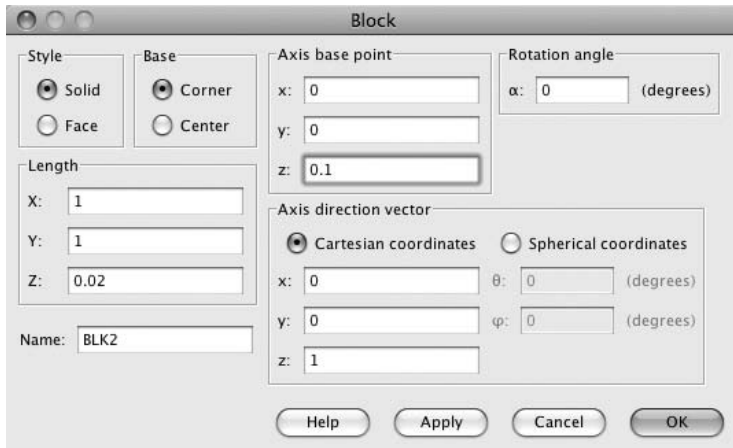 Block
Style
Solid
Face
Base
Corner
Center
Length
X: 1
Y: 1
Z: 0.02
Name: BLK2
Axis base point
x: 0
y: 0
z: 0.1
Rotation angle
α: 0 (degrees)
Axis direction vector
Cartesian coordinates
Spherical coordinates
x: 0
θ: 0 (degrees)
y: 0
φ: 0 (degrees)
z: 1
Help
Apply
Cancel
OK